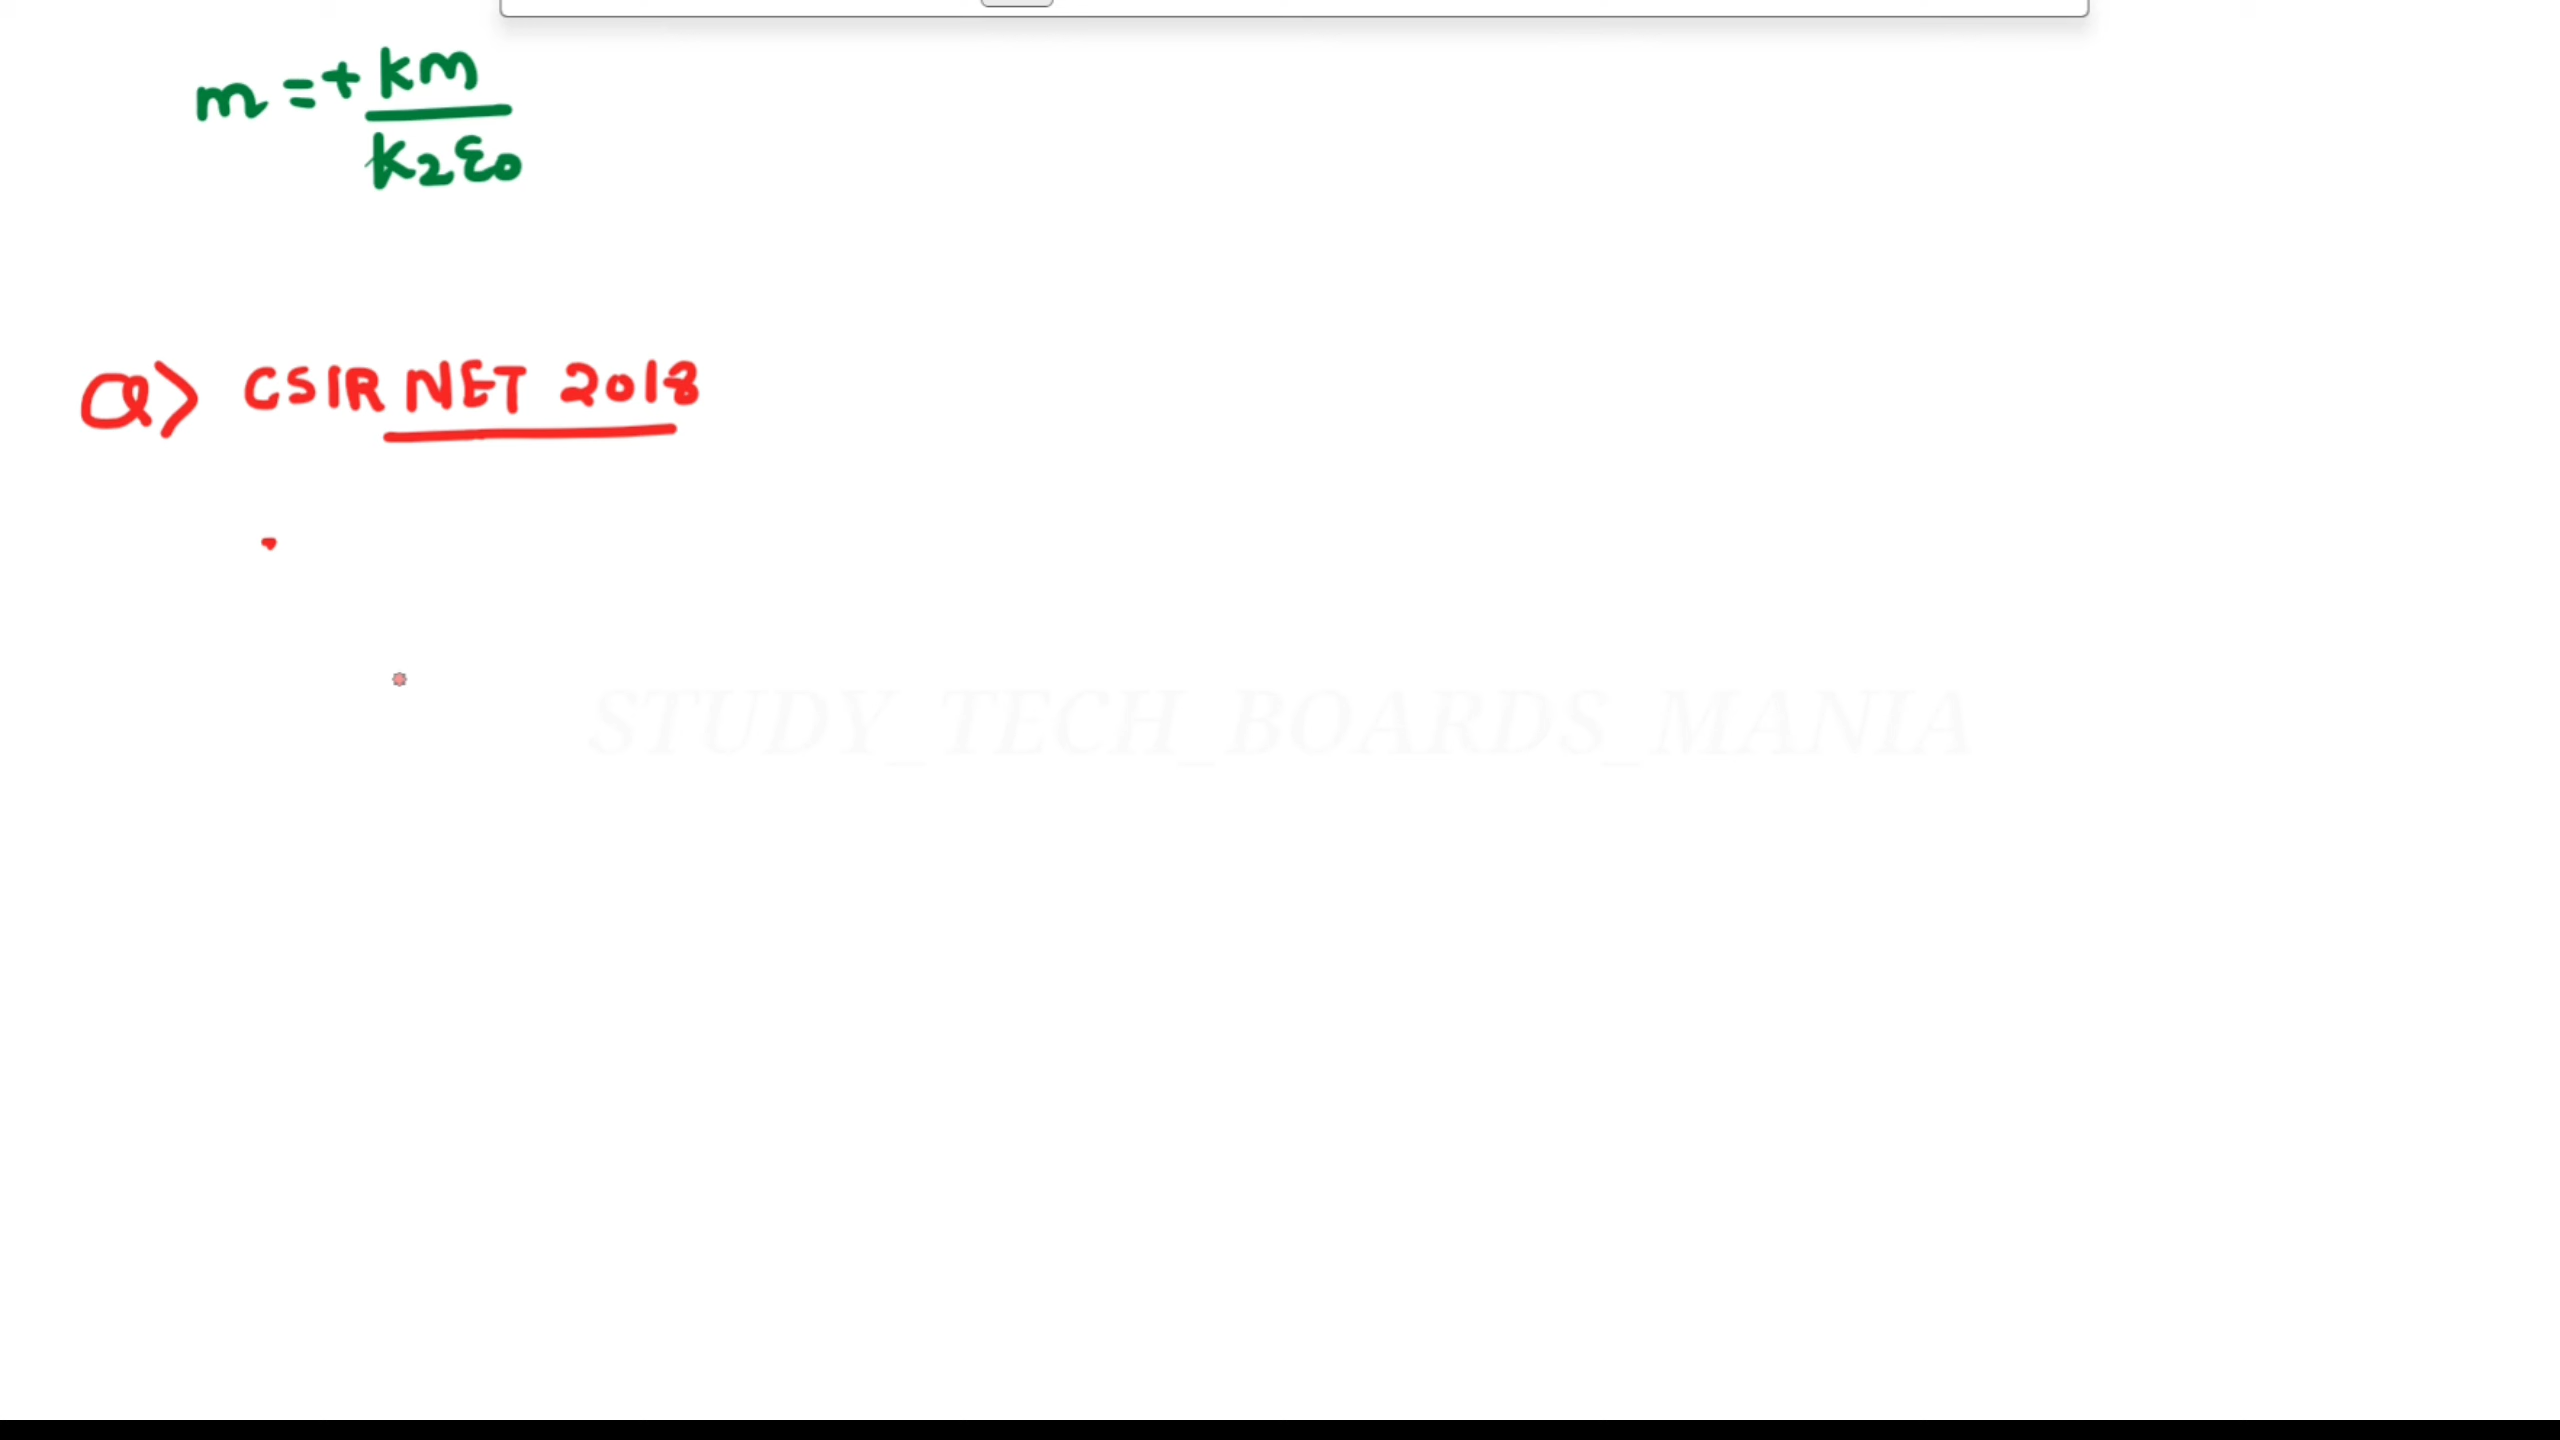 m = + km
k2ε0
Q> CSIR NET 2018
STUDY_TECH_BOARDS_MANIA